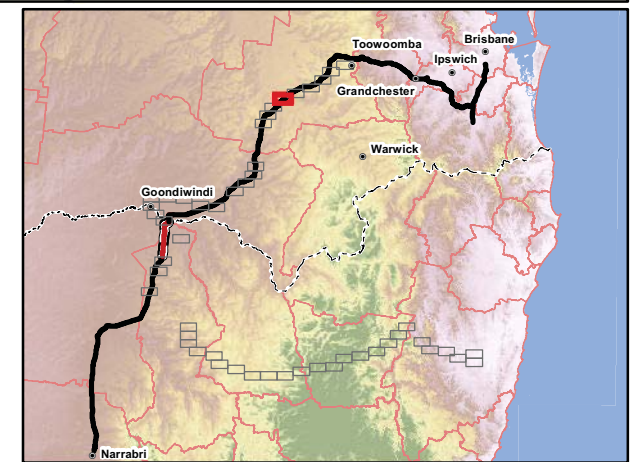 Brisbane
Toowoomba
Ipswich
Grandchester
Warwick
Goondiwindi
Narrabri